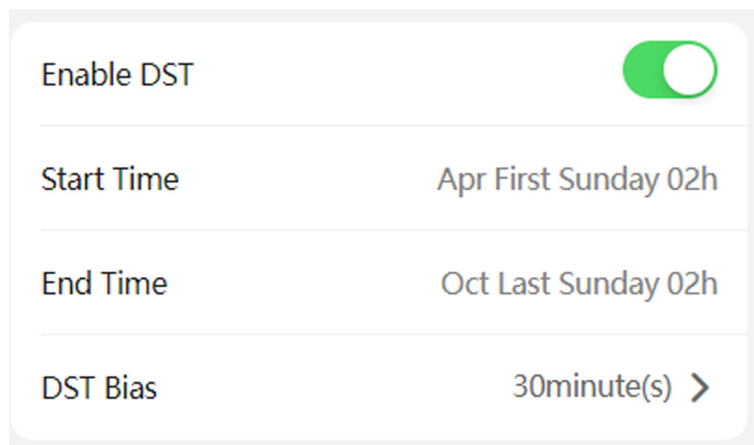 Enable DST
Start Time Apr First Sunday 02h
End Time Oct Last Sunday 02h
DST Bias 30minute(s)